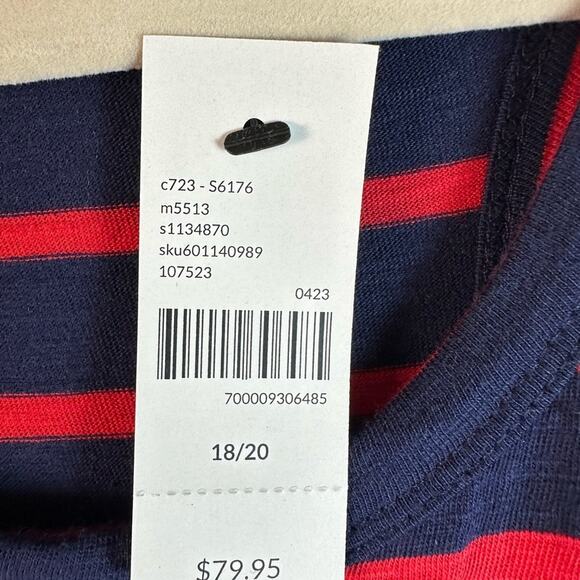 c723 - S6176
m5513
s1134870
sku601140989
107523
0423
700009306485
18/20
$79.95